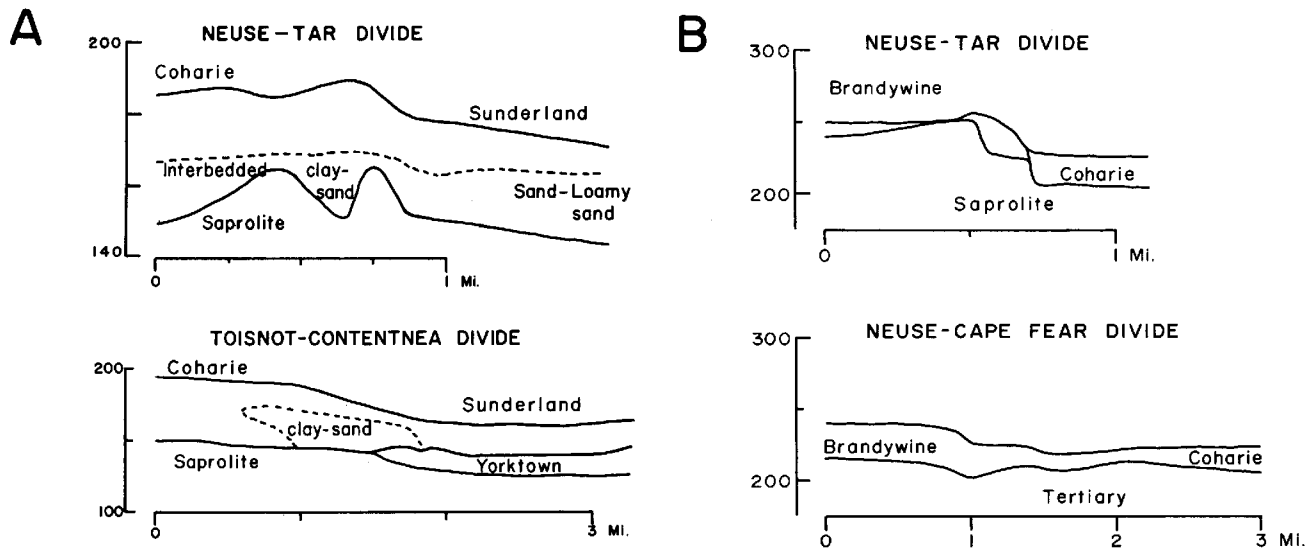 A
NEUSE-TAR DIVIDE
200
Coharie
Sunderland
Interbedded
clay-
sand
Sand-Loamy
sand
Saprolite
140
0
1 Mi.
TOISNOT-CONTENTNEA DIVIDE
200
Coharie
Sunderland
clay-sand
Saprolite
Yorktown
100
0
3 Mi.
B
NEUSE-TAR DIVIDE
300
Brandywine
Coharie
200
Saprolite
0
1 Mi.
NEUSE-CAPE FEAR DIVIDE
300
Brandywine
Coharie
200
Tertiary
0
1
2
3 Mi.